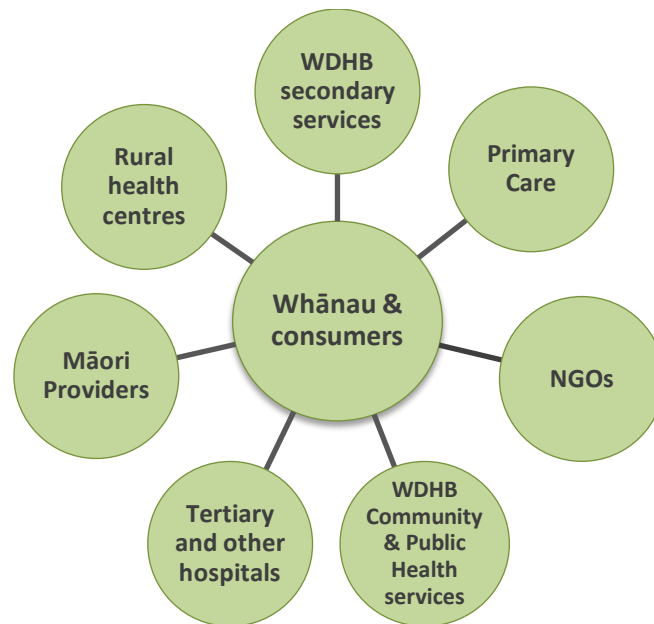 WDHB
secondary
services
Primary
Care
NGOs
WDHB
Community
& Public
Health
services
Tertiary
and other
hospitals
Māori
Providers
Rural
health
centres
Whānau &
consumers